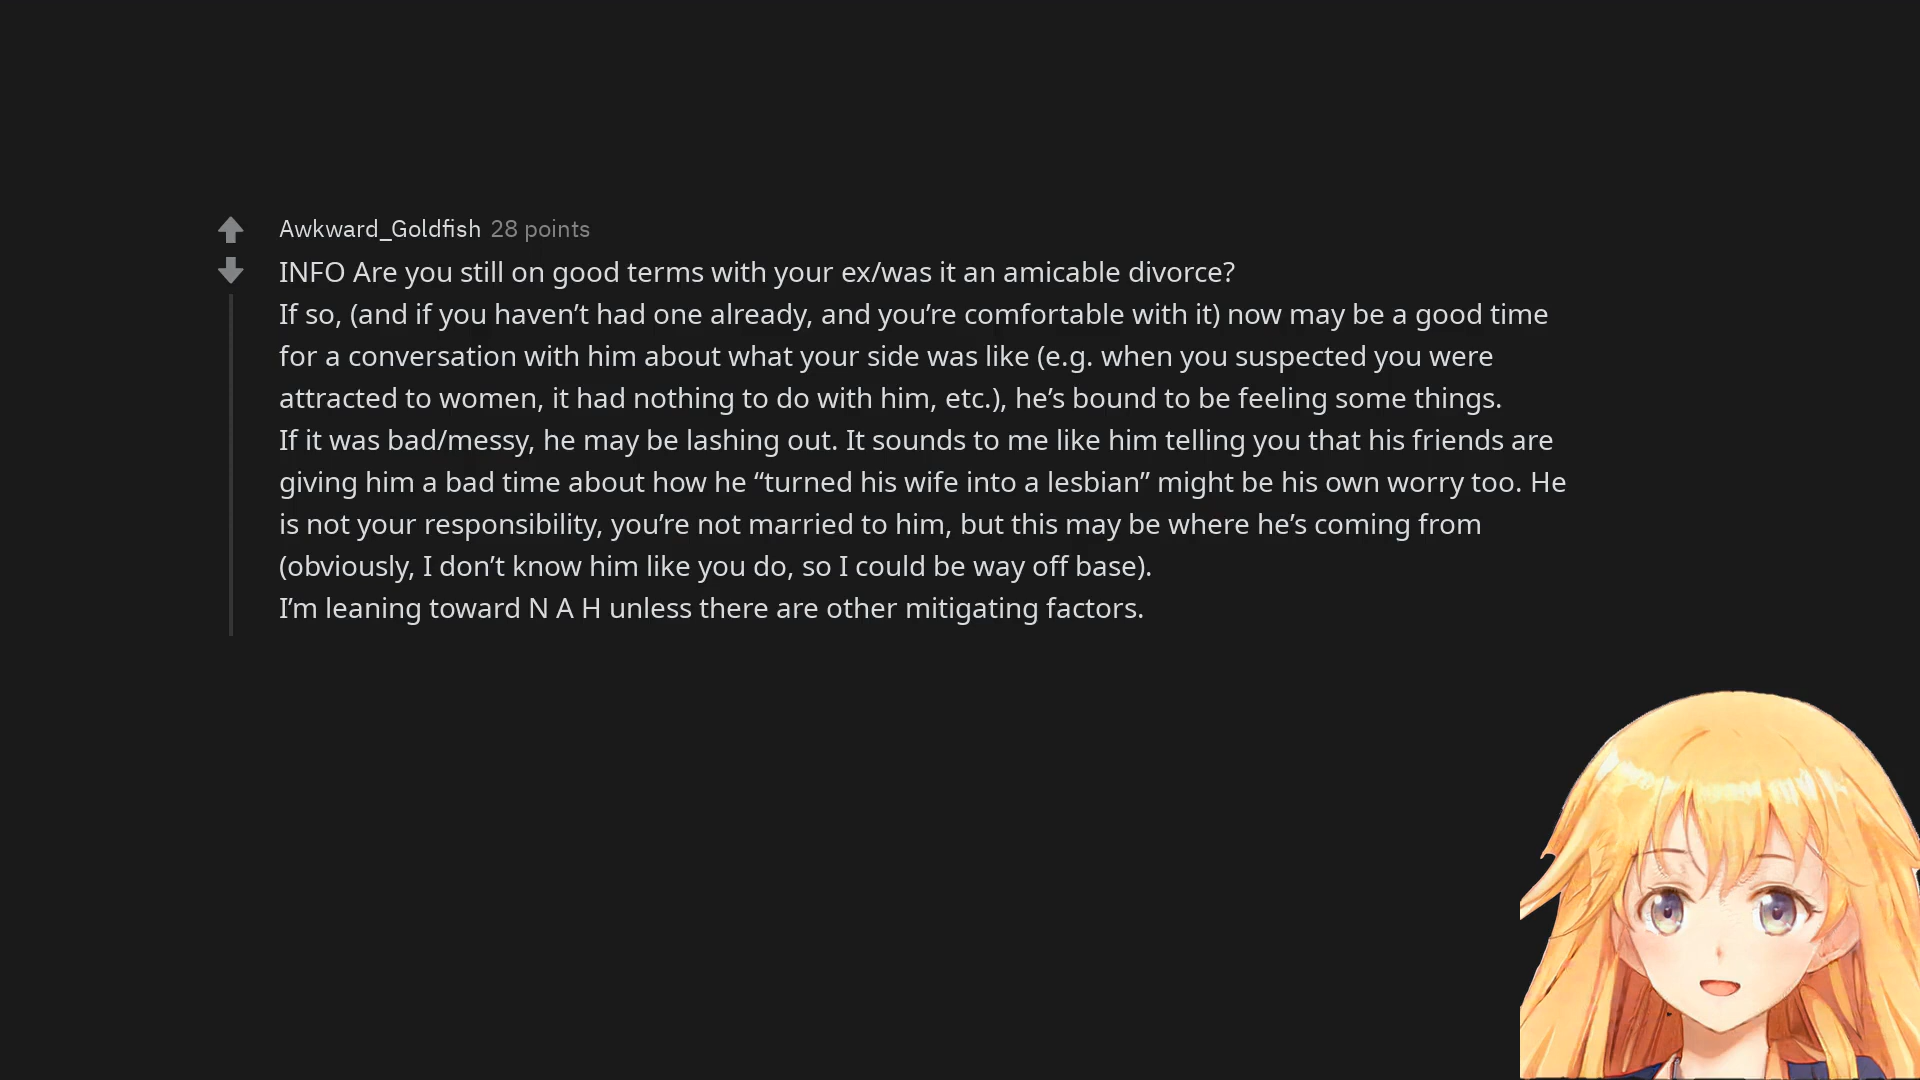 Awkward_Goldfish 28 points
INFO Are you still on good terms with your ex/was it an amicable divorce?
If so, (and if you haven’t had one already, and you’re comfortable with it) now may be a good time
for a conversation with him about what your side was like (e.g. when you suspected you were
attracted to women, it had nothing to do with him, etc.), he’s bound to be feeling some things.
If it was bad/messy, he may be lashing out. It sounds to me like him telling you that his friends are
giving him a bad time about how he “turned his wife into a lesbian” might be his own worry too. He
is not your responsibility, you’re not married to him, but this may be where he’s coming from
(obviously, I don’t know him like you do, so I could be way off base).
I’m leaning toward N A H unless there are other mitigating factors.